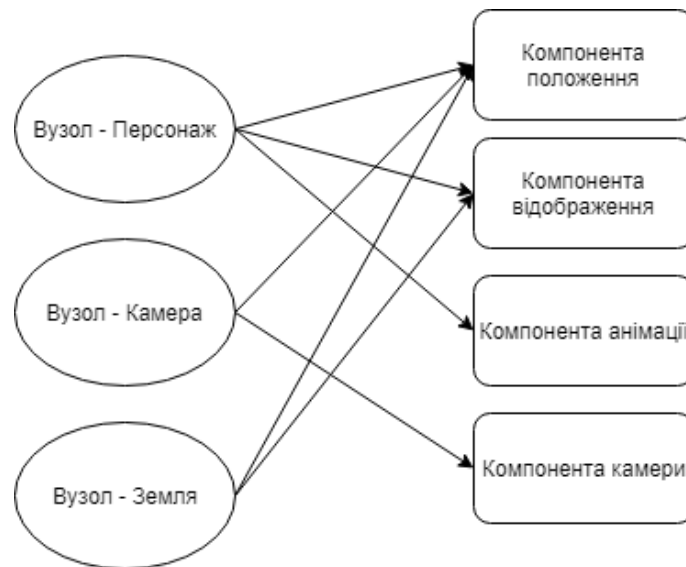 Вузол - Персонаж
Вузол - Камера
Вузол - Земля
Компонента
положення
Компонента
відображення
Компонента анімації
Компонента камери